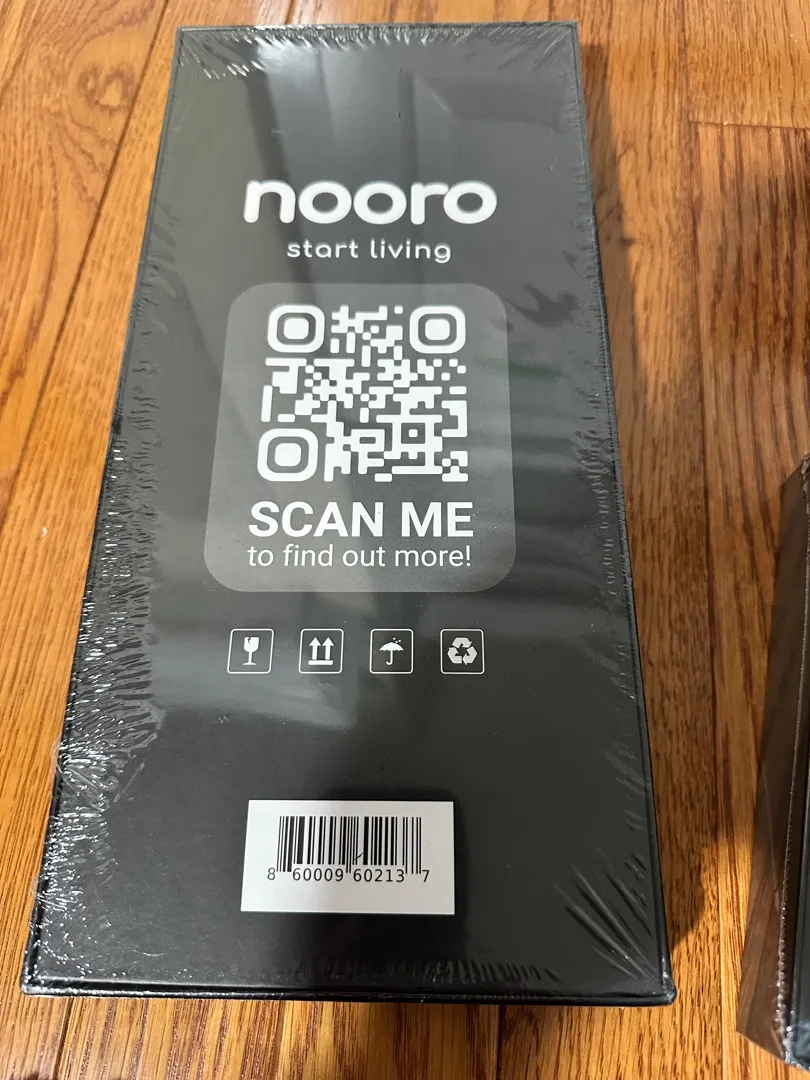 nooro
start living
SCAN ME
to find out more!
8 60009 60213 7